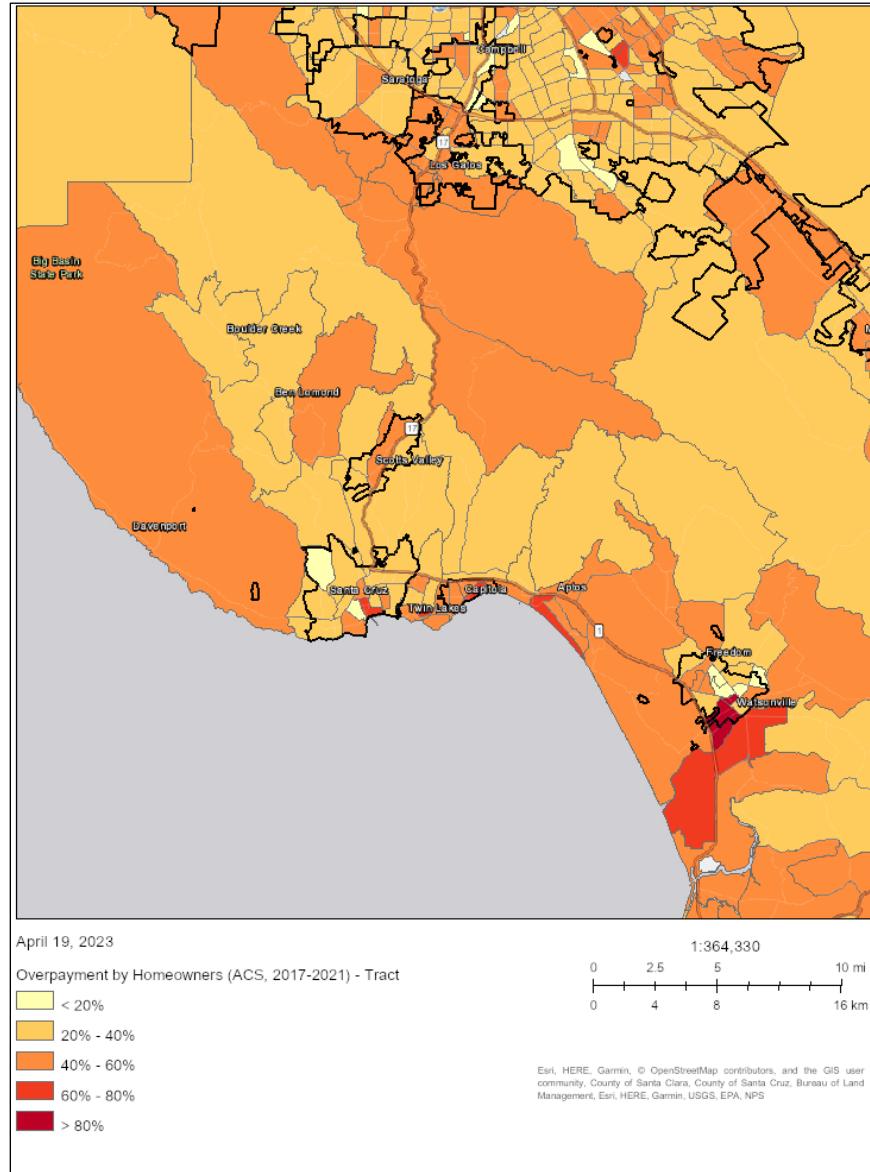 Campbell
Saratoga
17
Los Gatos
Big Basin
State Park
Boulder Creek
Ben Lomond
17
Scotts Valley
Davenport
Santa Cruz
Twin Lakes
Capitola
Aptos
1
Freedom
Watsonville
M
April 19, 2023
Overpayment by Homeowners (ACS, 2017-2021) - Tract
< 20%
20% - 40%
40% - 60%
60% - 80%
> 80%
1:364,330
0 2.5 5 10 mi
0 4 8 16 km
Esri, HERE, Garmin, © OpenStreetMap contributors, and the GIS user
community, County of Santa Clara, County of Santa Cruz, Bureau of Land
Management, Esri, HERE, Garmin, USGS, EPA, NPS